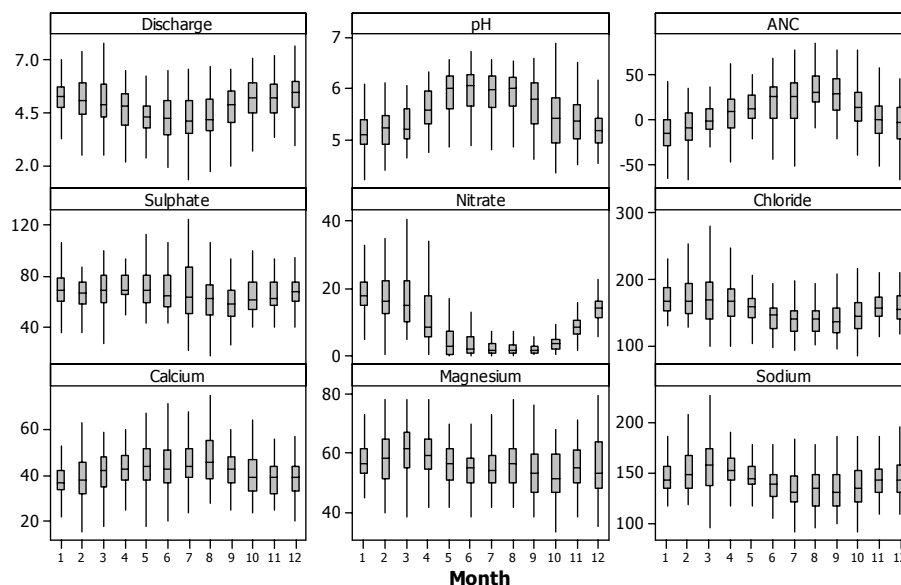 Discharge pH ANC
7.0 7
4.5 6 50
2.0 5 0
-50
Sulphate Nitrate Chloride
120 40 300
80 20 200
40 0 100
Calcium Magnesium Sodium
60 80 200
40 60 150
20 40 100
1 2 3 4 5 6 7 8 9 10 11 12 1 2 3 4 5 6 7 8 9 10 11 12 1 2 3 4 5 6 7 8 9 10 11 12
Month